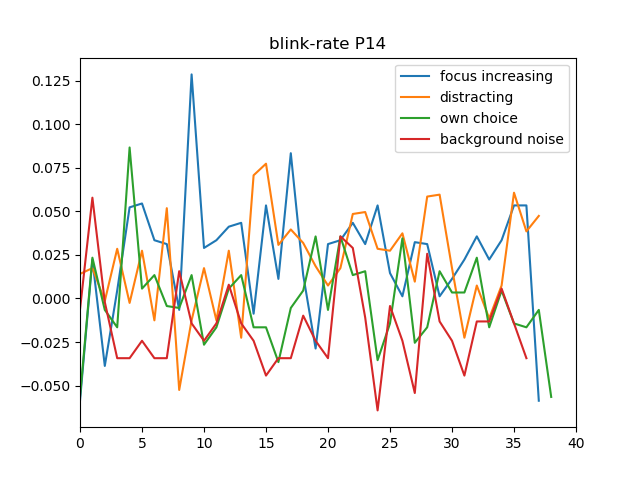 blink-rate P14
focus increasing
distracting
own choice
background noise
0.125
0.100
0.075
0.050
0.025
0.000
−0.025
−0.050
0 5 10 15 20 25 30 35 40